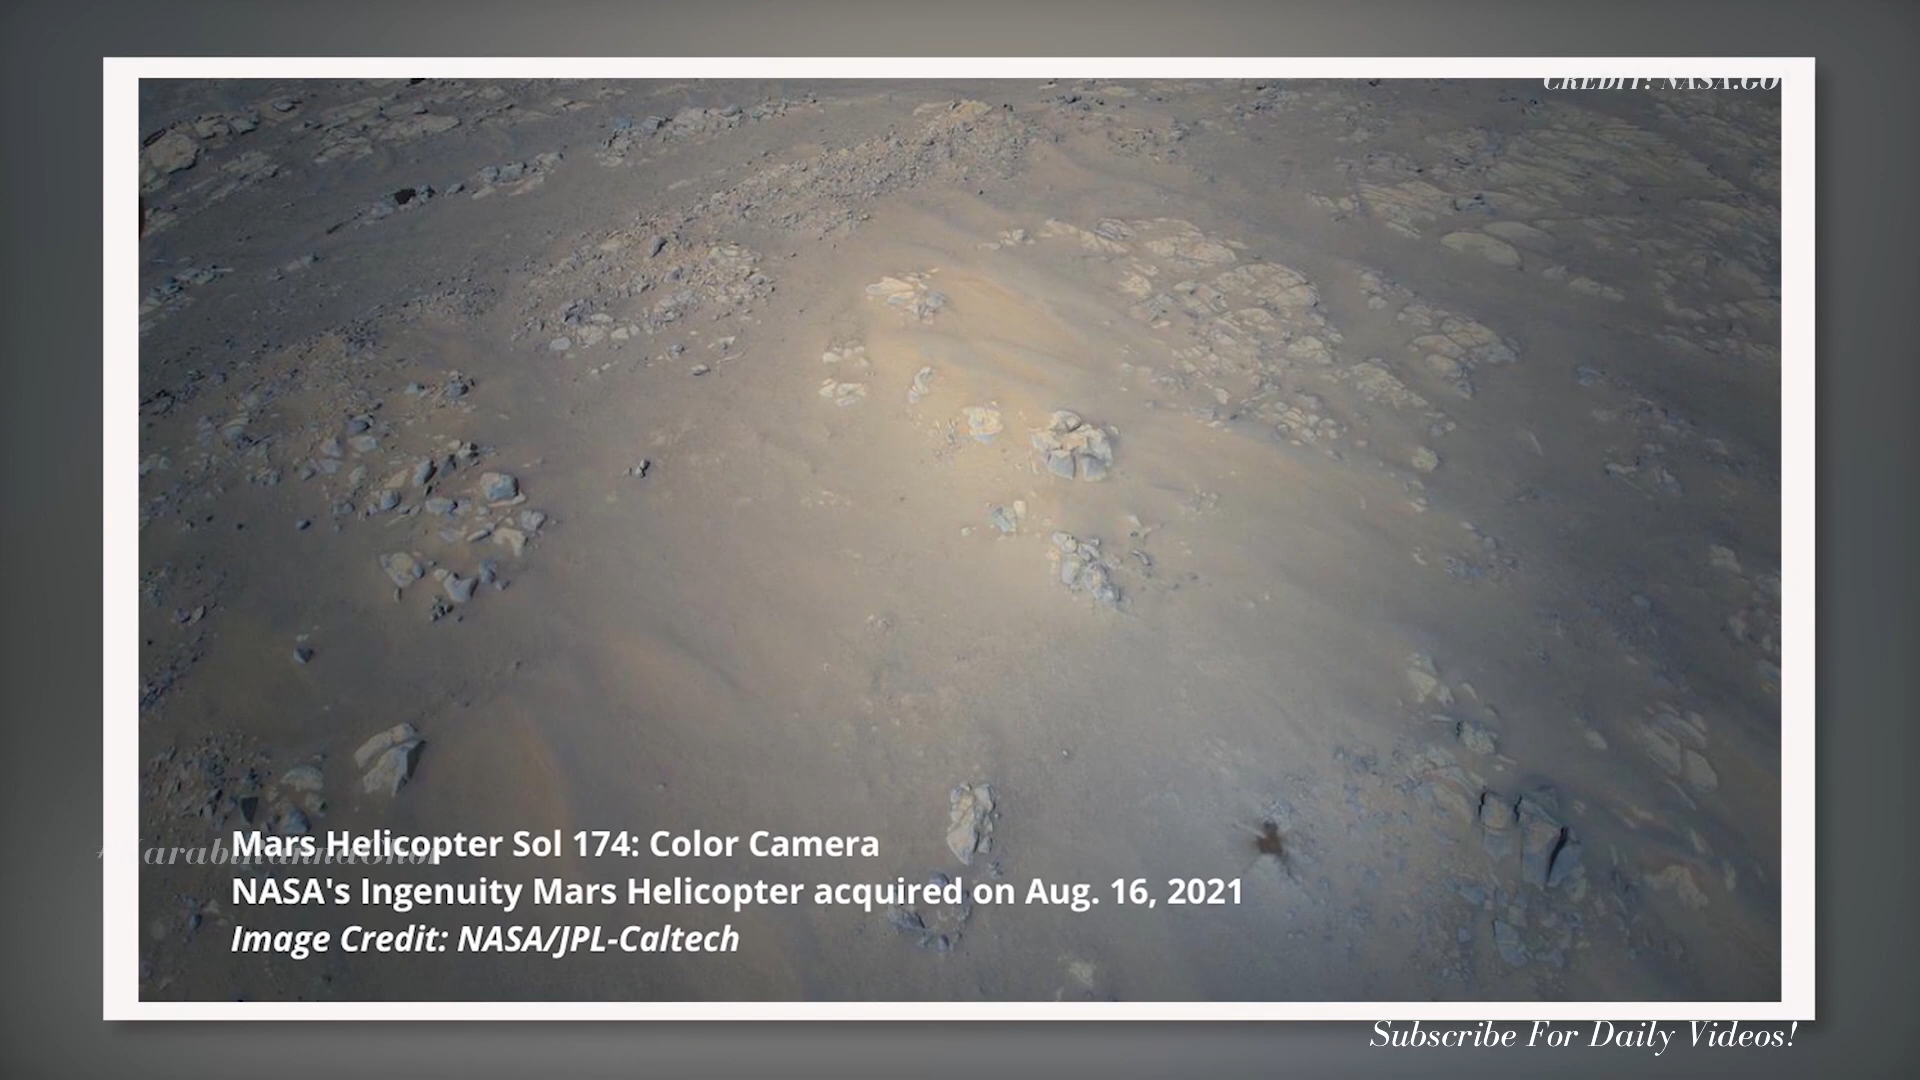 CREDIT: NASA.GO
Mars Helicopter Sol 174: Color Camera
NASA's Ingenuity Mars Helicopter acquired on Aug. 16, 2021
Image Credit: NASA/JPL-Caltech
Subscribe For Daily Videos!